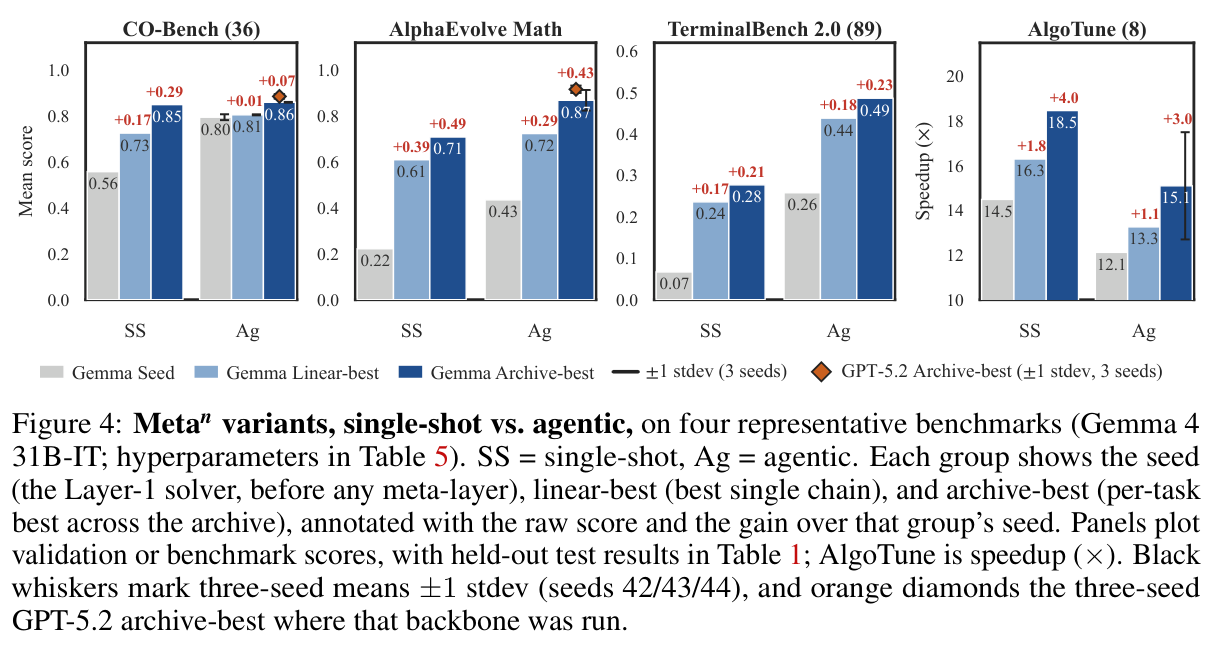 CO-Bench (36)
AlphaEvolve Math
TerminalBench 2.0 (89)
AlgoTune (8)
Mean score
1.0
0.8
0.6
0.4
0.2
0.0
0.56
+0.17
0.73
+0.29
0.85
0.80
+0.01
0.81
+0.07
0.86
SS
Ag
1.0
0.8
0.6
0.4
0.2
0.0
0.22
+0.39
0.61
+0.49
0.71
0.43
+0.29
0.72
+0.43
0.87
SS
Ag
0.6
0.5
0.4
0.3
0.2
0.1
0.0
0.07
+0.17
0.24
+0.21
0.28
0.26
+0.18
0.44
+0.23
0.49
SS
Ag
Speedup (×)
20
18
16
14
12
10
14.5
+1.8
16.3
+4.0
18.5
12.1
+1.1
13.3
+3.0
15.1
SS
Ag
Gemma Seed
Gemma Linear-best
Gemma Archive-best
±1 stdev (3 seeds)
GPT-5.2 Archive-best (±1 stdev, 3 seeds)
Figure 4: Metaⁿ variants, single-shot vs. agentic, on four representative benchmarks (Gemma 4
31B-IT; hyperparameters in Table 5). SS = single-shot, Ag = agentic. Each group shows the seed
(the Layer-1 solver, before any meta-layer), linear-best (best single chain), and archive-best (per-task
best across the archive), annotated with the raw score and the gain over that group’s seed. Panels plot
validation or benchmark scores, with held-out test results in Table 1; AlgoTune is speedup (×). Black
whiskers mark three-seed means ±1 stdev (seeds 42/43/44), and orange diamonds the three-seed
GPT-5.2 archive-best where that backbone was run.